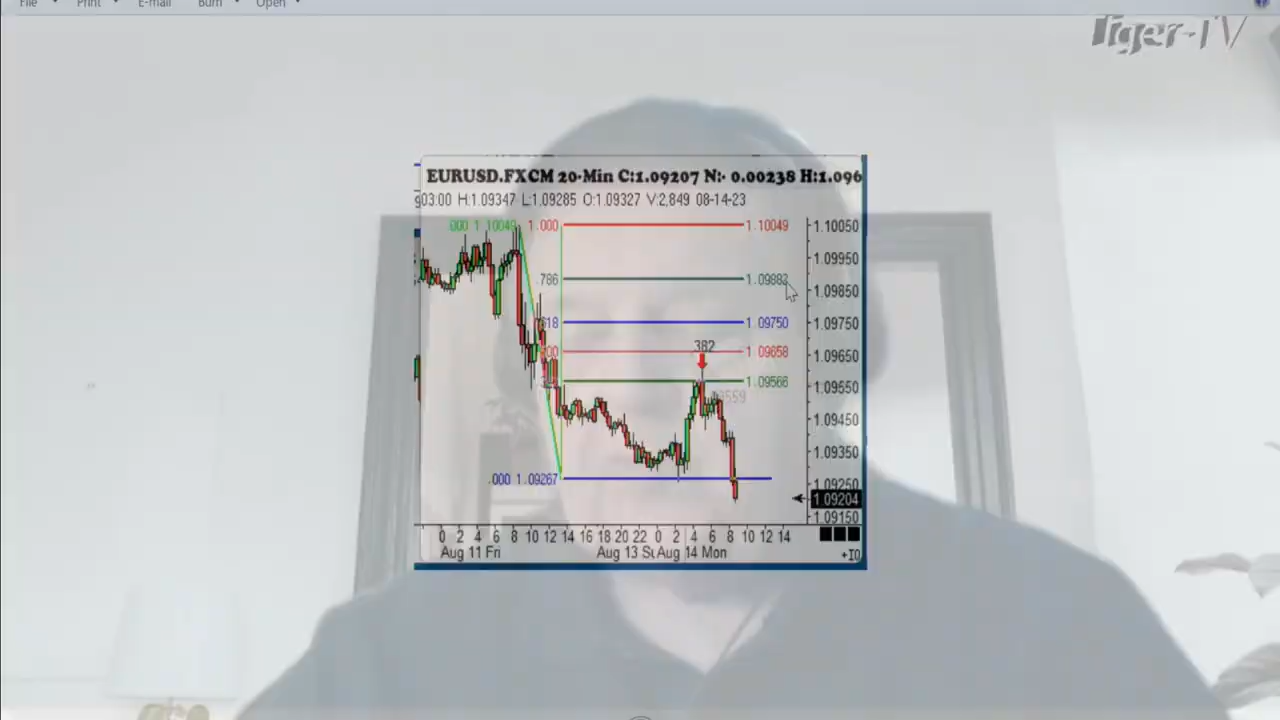 File Print E-mail Burn Open
Tiger-TV
EURUSD.FXCM 20-Min C:1.09207 N:- 0.00238 H:1.096
03:00 H:1.09347 L:1.09285 O:1.09327 V:2,849 08-14-23
.000 1.10049 1.000 1.10049 1.10050
1.09950
.786 1.09883 1.09850
.618 1.09750 1.09750
382
1.09658 1.09650
1.09566 1.09550
1.09450
1.09350
.000 1.09267 1.09250
1.09204
1.09150
0 2 4 6 8 10 12 14 16 18 20 22 0 2 4 6 8 10 12 14
Aug 11 Fri Aug 13 Su Aug 14 Mon